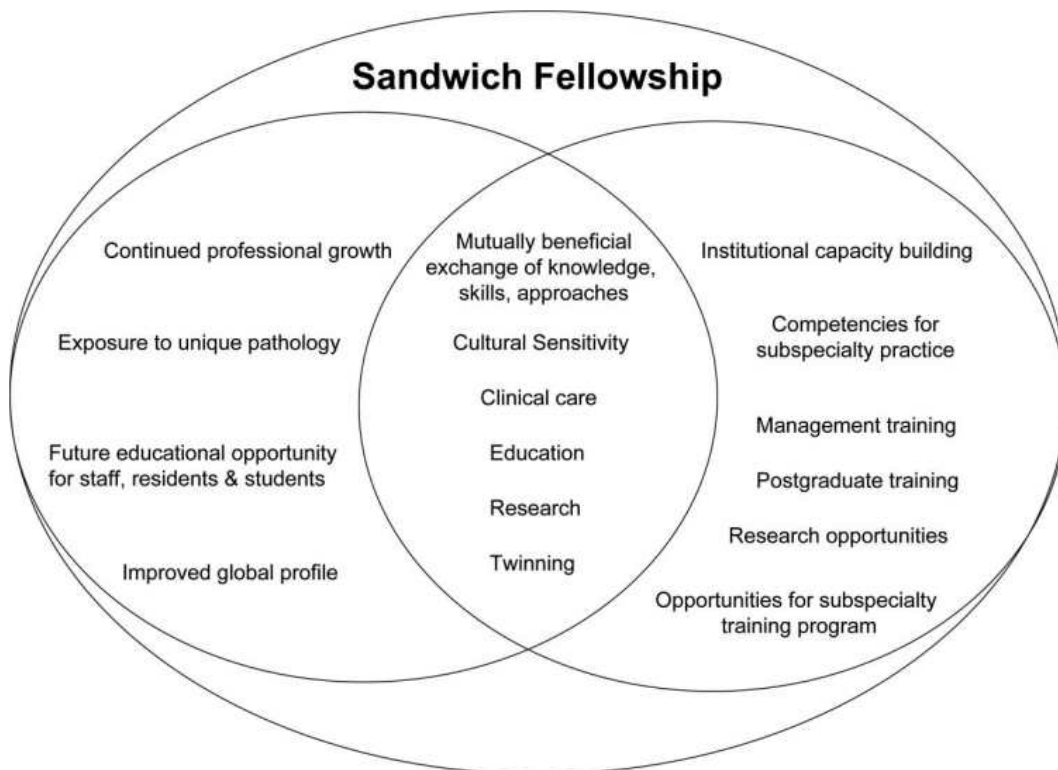 Sandwich Fellowship
Continued professional growth
Exposure to unique pathology
Future educational opportunity
for staff, residents & students
Improved global profile
Mutually beneficial
exchange of knowledge,
skills, approaches
Cultural Sensitivity
Clinical care
Education
Research
Twinning
Institutional capacity building
Competencies for
subspecialty practice
Management training
Postgraduate training
Research opportunities
Opportunities for subspecialty
training program